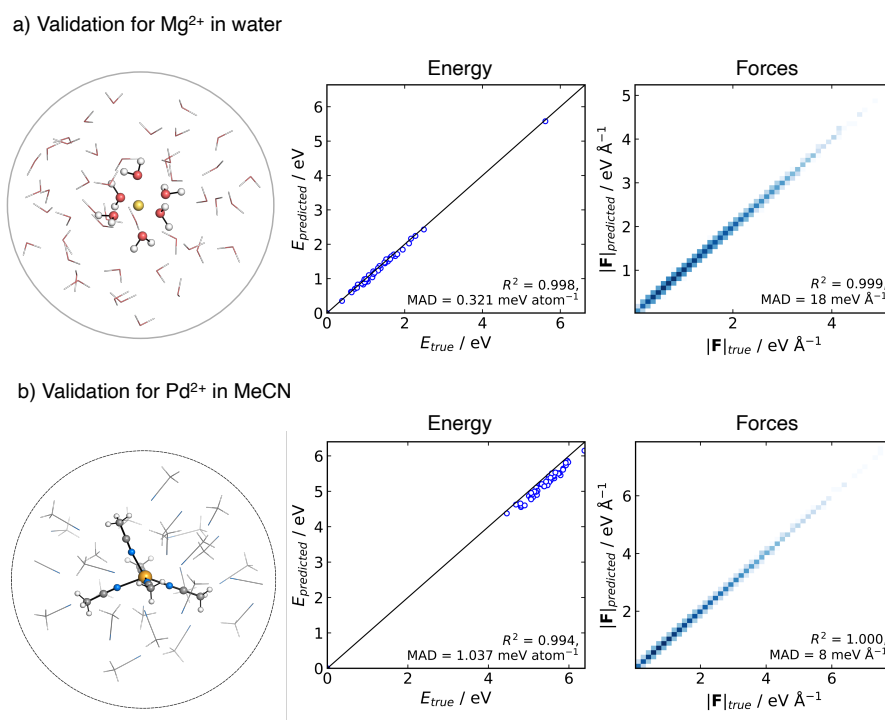 a) Validation for Mg²⁺ in water
Energy
Forces
E_predicted / eV
6
5
4
3
2
1
0
0
2
4
6
R² = 0.998,
MAD = 0.321 meV atom⁻¹
E_true / eV
|F|_predicted / eV Å⁻¹
5
4
3
2
1
2
4
R² = 0.999,
MAD = 18 meV Å⁻¹
|F|_true / eV Å⁻¹
b) Validation for Pd²⁺ in MeCN
Energy
Forces
E_predicted / eV
6
5
4
3
2
1
0
0
2
4
6
R² = 0.994,
MAD = 1.037 meV atom⁻¹
E_true / eV
|F|_predicted / eV Å⁻¹
6
4
2
2
4
6
R² = 1.000,
MAD = 8 meV Å⁻¹
|F|_true / eV Å⁻¹